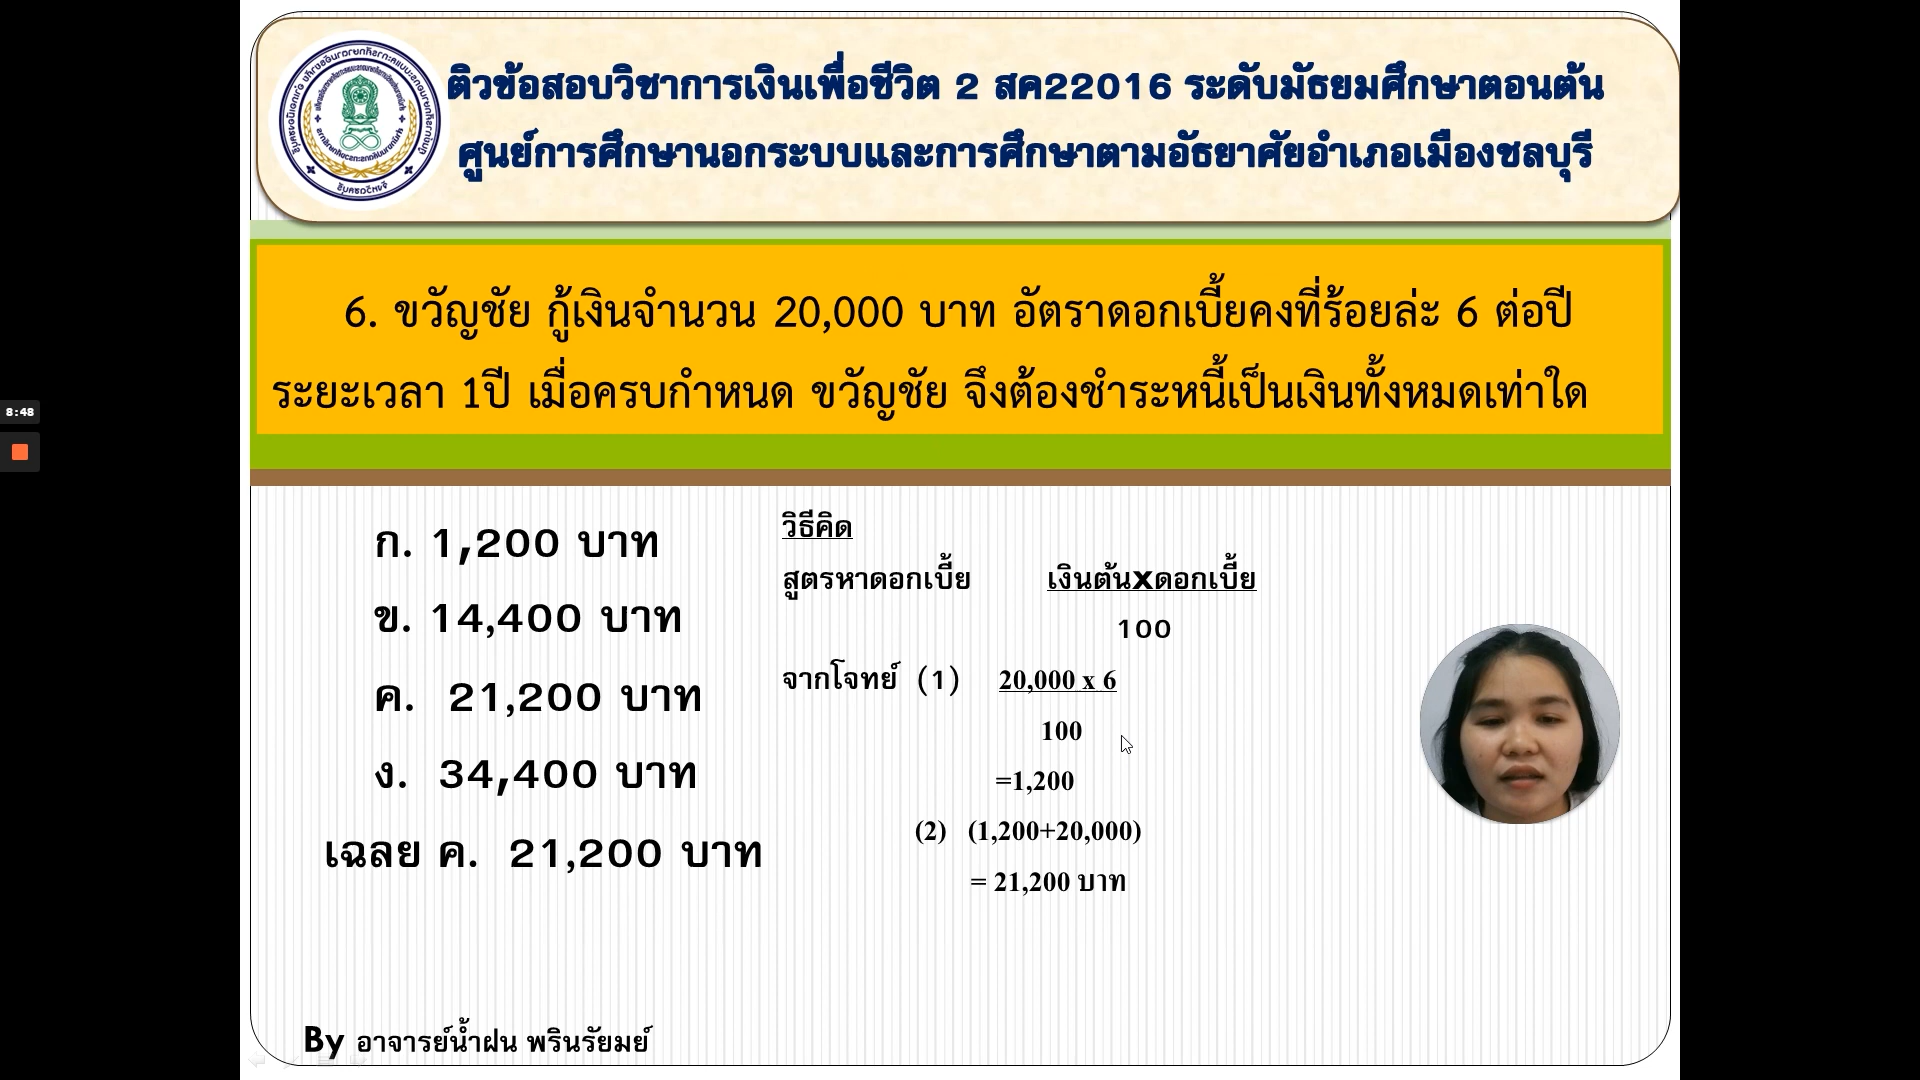 ติวข้อสอบวิชาการเงินเพื่อชีวิต 2 สค22016 ระดับมัธยมศึกษาตอนต้น
ศูนย์การศึกษานอกระบบและการศึกษาตามอัธยาศัยอำเภอเมืองชลบุรี
6. ขวัญชัย กู้เงินจำนวน 20,000 บาท อัตราดอกเบี้ยคงที่ร้อยล่ะ 6 ต่อปี
ระยะเวลา 1ปี เมื่อครบกำหนด ขวัญชัย จึงต้องชำระหนี้เป็นเงินทั้งหมดเท่าใด
8:48
ก. 1,200 บาท
ข. 14,400 บาท
ค. 21,200 บาท
ง. 34,400 บาท
เฉลย ค. 21,200 บาท
วิธีคิด
สูตรหาดอกเบี้ย เงินต้นxดอกเบี้ย
100
จากโจทย์ (1) 20,000 x 6
100
=1,200
(2) (1,200+20,000)
= 21,200 บาท
By อาจารย์น้ำฝน พรินรัยมย์